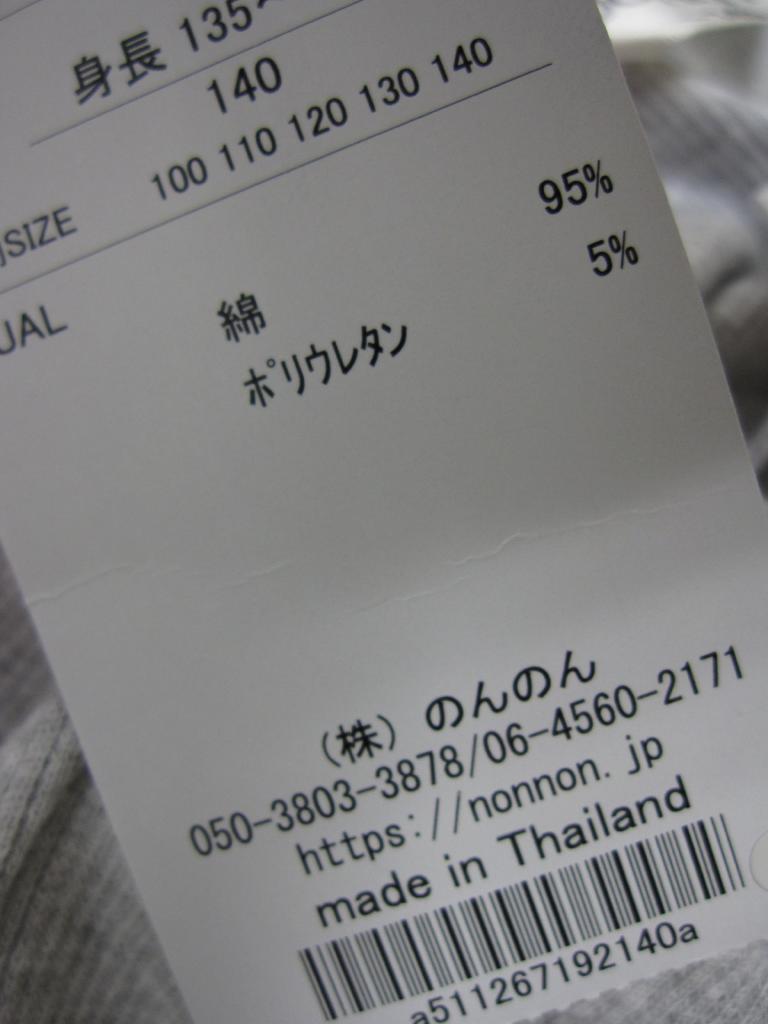 身長 135~
140
SIZE 100 110 120 130 140
綿 95%
ポリウレタン 5%
(株) のんのん
050-3803-3878/06-4560-2171
https://nonnon.jp
made in Thailand
a511267192140a